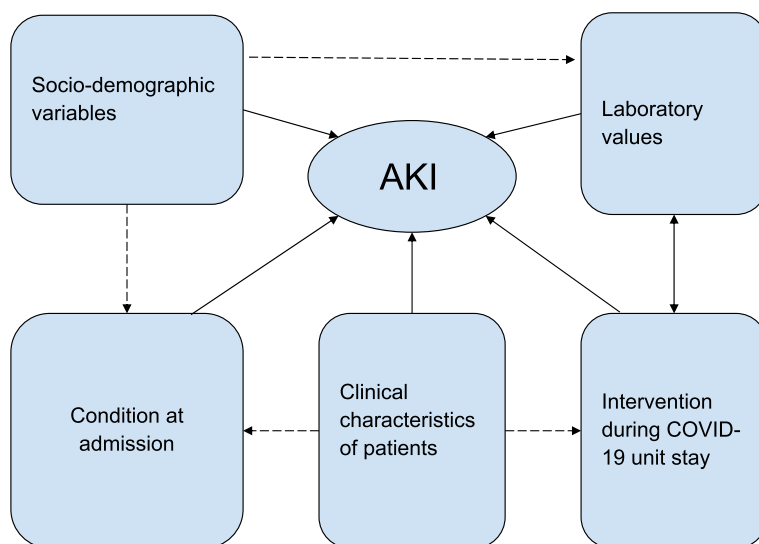 Socio-demographic
variables
Laboratory
values
AKI
Condition at
admission
Clinical
characteristics
of patients
Intervention
during COVID-
19 unit stay